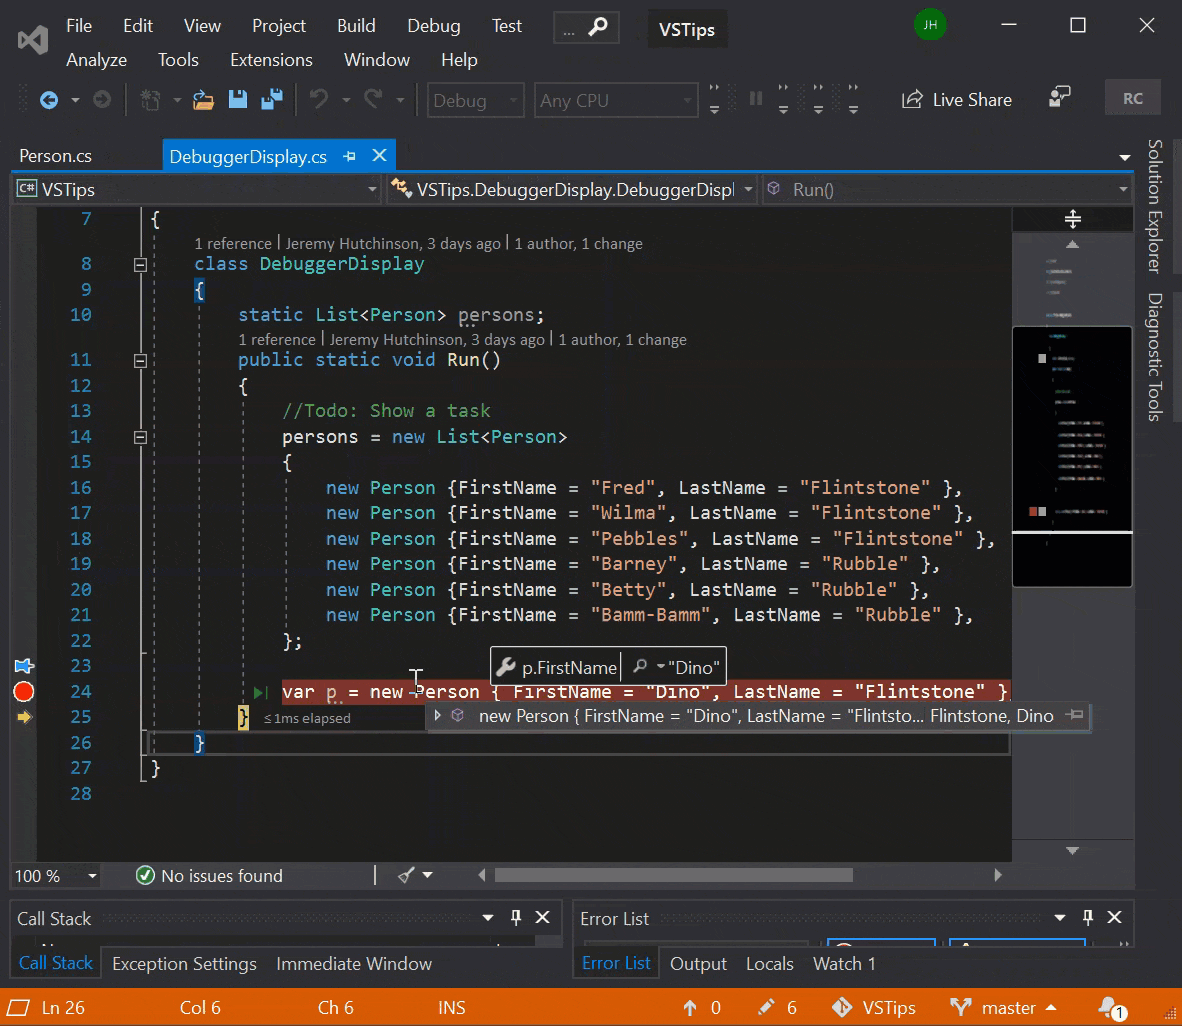 File Edit View Project Build Debug Test ... VSTips JH
Analyze Tools Extensions Window Help
Debug Any CPU Live Share RC
Person.cs DebuggerDisplay.cs
C# VSTips VSTips.DebuggerDisplay.DebuggerDispl Run()
7 {
1 reference | Jeremy Hutchinson, 3 days ago | 1 author, 1 change
8 class DebuggerDisplay
9 {
10 static List<Person> persons;
1 reference | Jeremy Hutchinson, 3 days ago | 1 author, 1 change
11 public static void Run()
12 {
13 //Todo: Show a task
14 persons = new List<Person>
15 {
16 new Person {FirstName = "Fred", LastName = "Flintstone" },
17 new Person {FirstName = "Wilma", LastName = "Flintstone" },
18 new Person {FirstName = "Pebbles", LastName = "Flintstone" },
19 new Person {FirstName = "Barney", LastName = "Rubble" },
20 new Person {FirstName = "Betty", LastName = "Rubble" },
21 new Person {FirstName = "Bamm-Bamm", LastName = "Rubble" },
22 };
23
p.FirstName "Dino"
24 var p = new Person { FirstName = "Dino", LastName = "Flintstone" }
25 } ≤1ms elapsed
new Person { FirstName = "Dino", LastName = "Flintsto... Flintstone, Dino
26 }
27 }
28
Solution Explorer
Diagnostic Tools
100 % No issues found
Call Stack
Error List
Call Stack Exception Settings Immediate Window
Error List Output Locals Watch 1
Ln 26 Col 6 Ch 6 INS 0 6 VSTips master 1